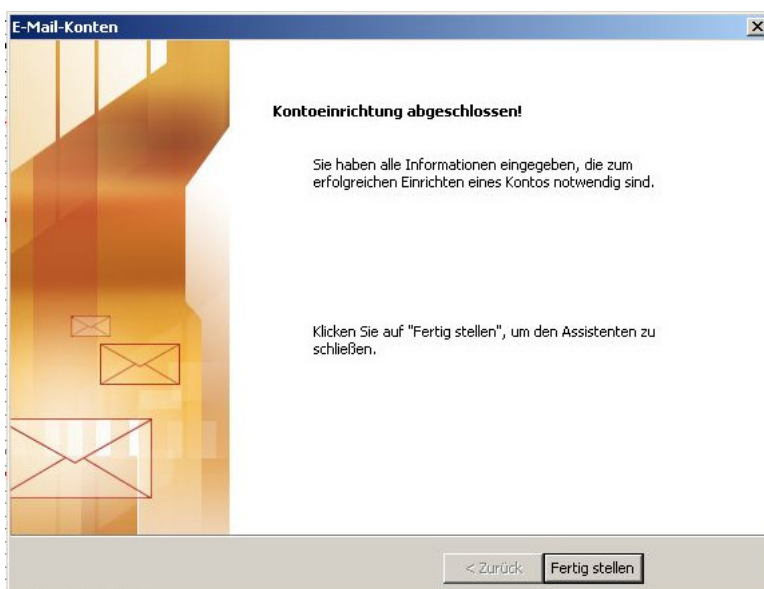 E-Mail-Konten
Kontoeinrichtung abgeschlossen!
Sie haben alle Informationen eingegeben, die zum
erfolgreichen Einrichten eines Kontos notwendig sind.
Klicken Sie auf "Fertig stellen", um den Assistenten zu
schließen.
< Zurück
Fertig stellen